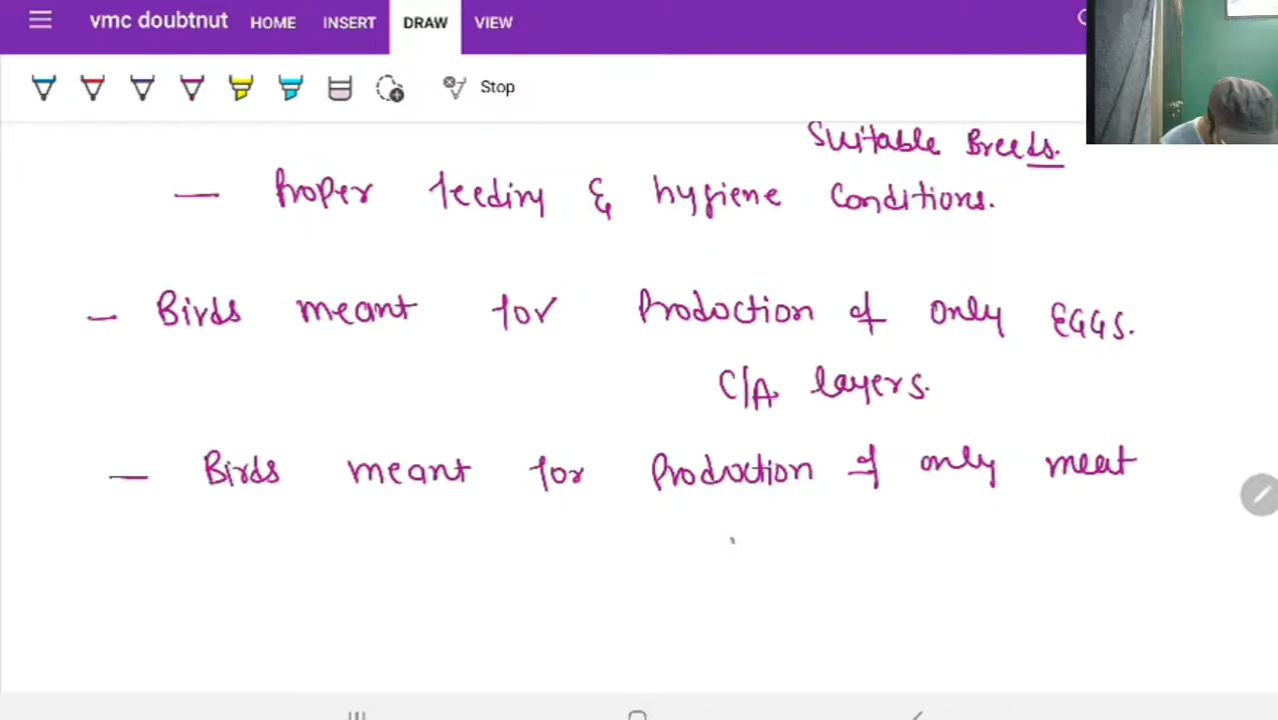 vmc doubtnut HOME INSERT DRAW VIEW
Stop
Suitable Breeds.
— Proper feeding & hygiene Conditions.
- Birds meant for Production of only EGGS.
C/A layers.
— Birds meant for Production of only meat